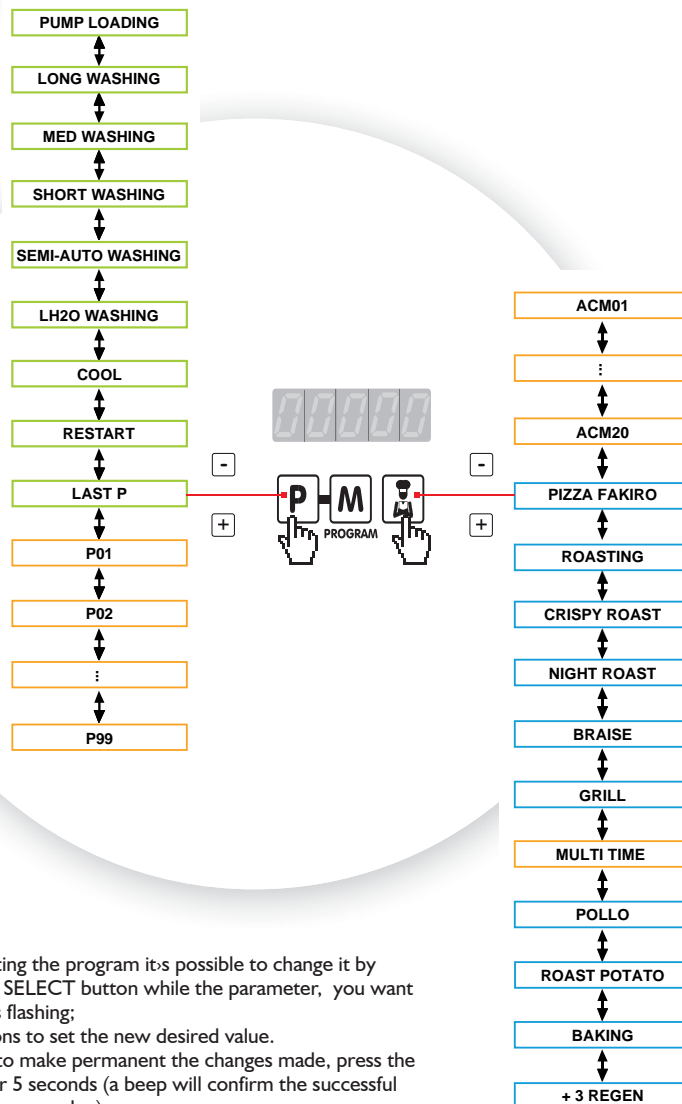 PUMP LOADING
LONG WASHING
MED WASHING
SHORT WASHING
SEMI-AUTO WASHING
LH2O WASHING
COOL
RESTART
LAST P
P01
P02
...
P99
00000
-
+
P-M
PROGRAM
-
+
ACM01
...
ACM20
PIZZA FAKIRO
ROASTING
CRISPY ROAST
NIGHT ROAST
BRAISE
GRILL
MULTI TIME
POLLO
ROAST POTATO
BAKING
+ 3 REGEN
ting the program it›s possible to change it by
SELECT button while the parameter, you want
s flashing;
ns to set the new desired value.
to make permanent the changes made, press the
r 5 seconds (a beep will confirm the successful